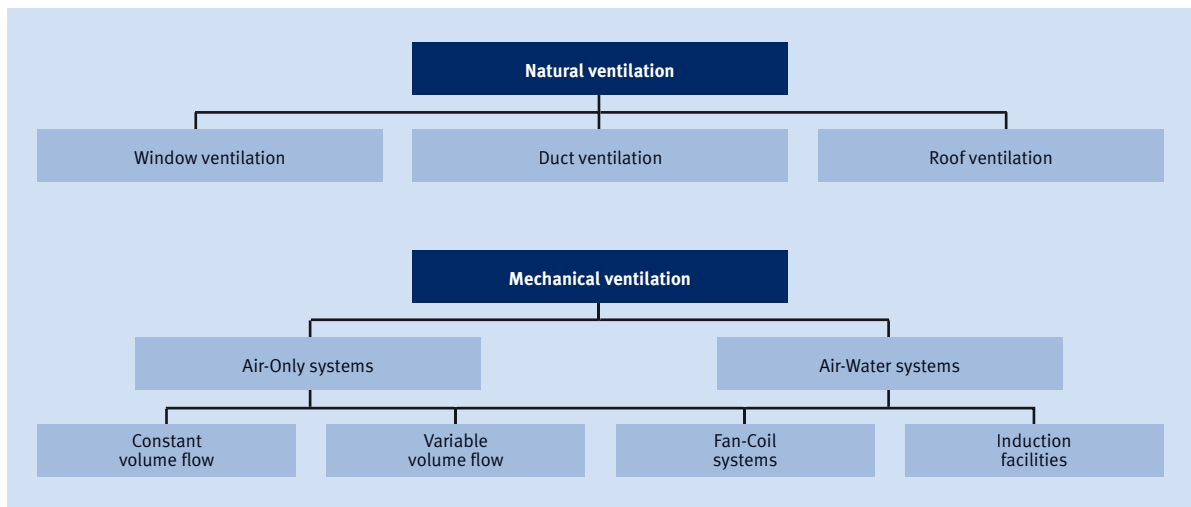 Natural ventilation
Window ventilation
Duct ventilation
Roof ventilation
Mechanical ventilation
Air-Only systems
Air-Water systems
Constant
volume flow
Variable
volume flow
Fan-Coil
systems
Induction
facilities